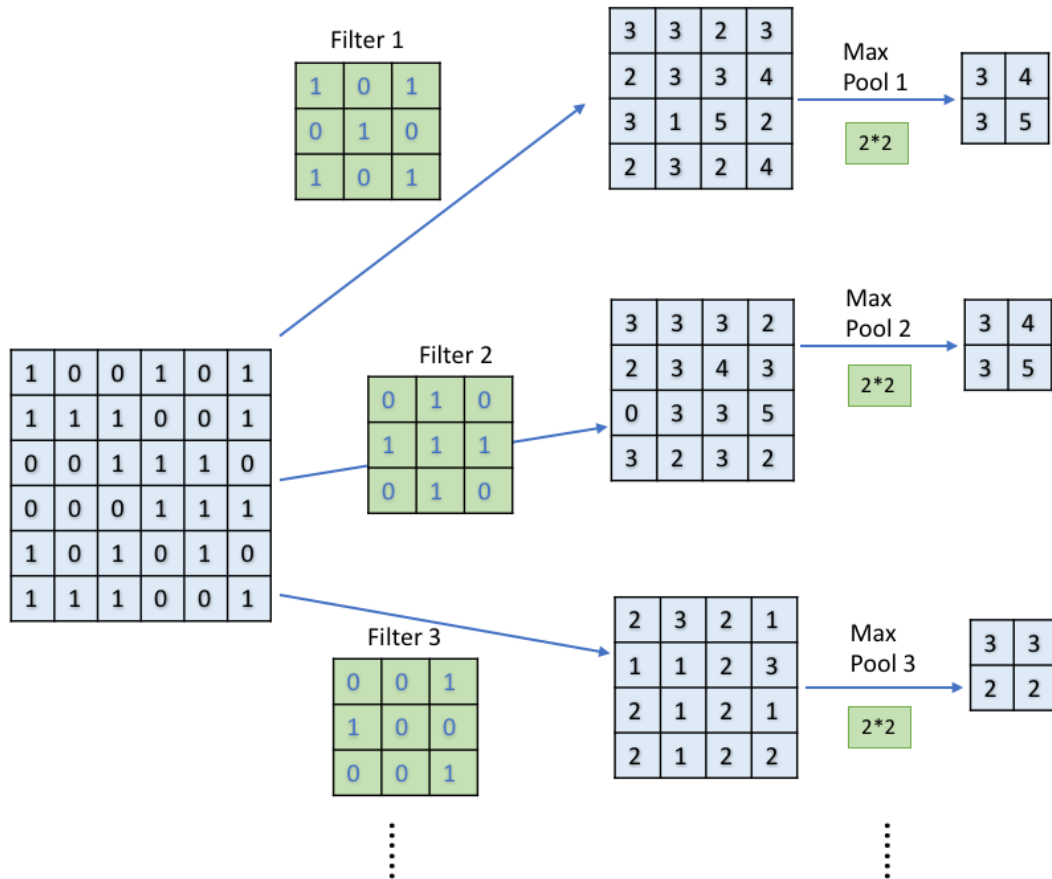 Filter 1
1 0 1
0 1 0
1 0 1
3 3 2 3
2 3 3 4
3 1 5 2
2 3 2 4
Max
Pool 1
2*2
3 4
3 5
1 0 0 1 0 1
1 1 1 0 0 1
0 0 1 1 1 0
0 0 0 1 1 1
1 0 1 0 1 0
1 1 1 0 0 1
Filter 2
0 1 0
1 1 1
0 1 0
3 3 3 2
2 3 4 3
0 3 3 5
3 2 3 2
Max
Pool 2
2*2
3 4
3 5
Filter 3
0 0 1
1 0 0
0 0 1
2 3 2 1
1 1 2 3
2 1 2 1
2 1 2 2
Max
Pool 3
2*2
3 3
2 2